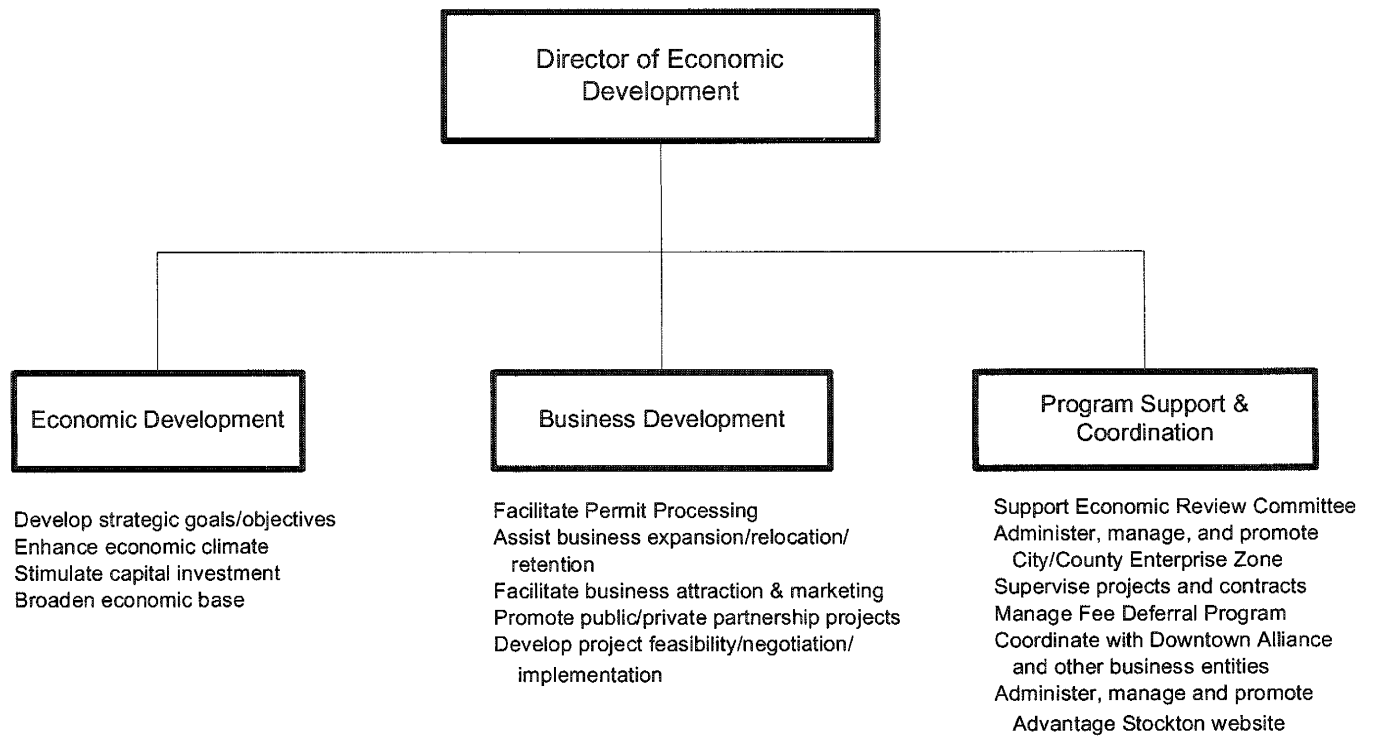 Director of Economic
Development
Economic Development
Business Development
Program Support &
Coordination
Develop strategic goals/objectives
Enhance economic climate
Stimulate capital investment
Broaden economic base
Facilitate Permit Processing
Assist business expansion/relocation/
retention
Facilitate business attraction & marketing
Promote public/private partnership projects
Develop project feasibility/negotiation/
implementation
Support Economic Review Committee
Administer, manage, and promote
City/County Enterprise Zone
Supervise projects and contracts
Manage Fee Deferral Program
Coordinate with Downtown Alliance
and other business entities
Administer, manage and promote
Advantage Stockton website